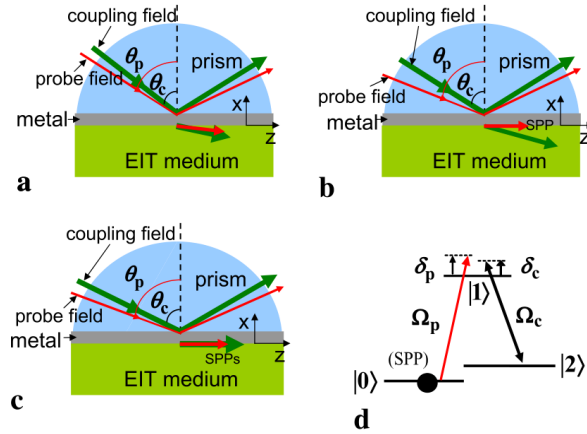 coupling field
θp
θc
prism
probe field
metal
x
z
EIT medium
a
coupling field
θp
θc
prism
probe field
metal
x
SPP
z
EIT medium
b
coupling field
θp
θc
prism
probe field
metal
x
z
SPPs
EIT medium
c
δp
δc
|1⟩
Ωp
Ωc
(SPP)
|0⟩
|2⟩
d